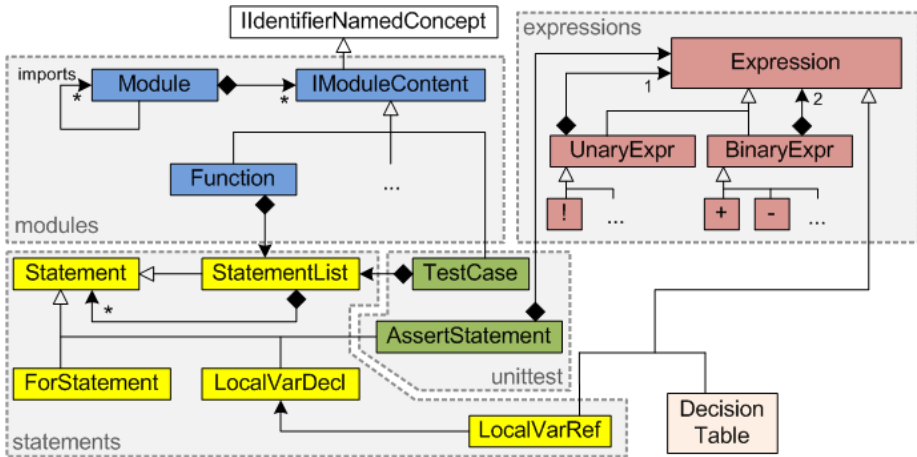 IIdentifierNamedConcept
expressions
imports
Module
*
*
IModuleContent
Expression
1
2
UnaryExpr
BinaryExpr
Function
...
!
...
+
-
...
modules
Statement
StatementList
TestCase
*
AssertStatement
ForStatement
LocalVarDecl
unittest
LocalVarRef
Decision
Table
statements